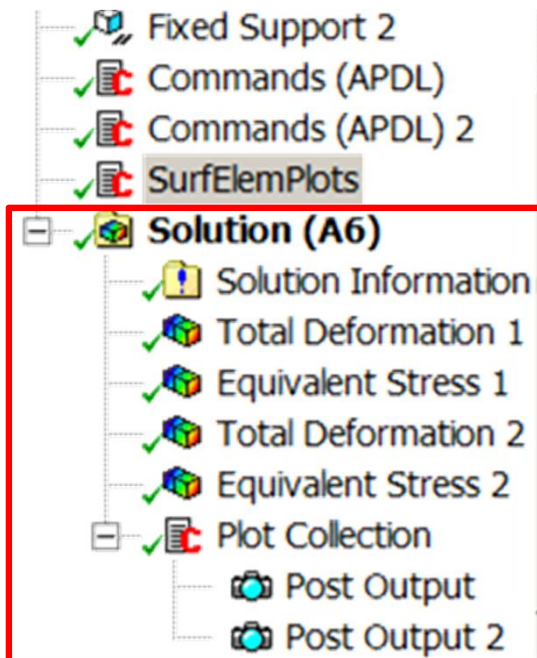 Fixed Support 2
Commands (APDL)
Commands (APDL) 2
SurfElemPlots
Solution (A6)
Solution Information
Total Deformation 1
Equivalent Stress 1
Total Deformation 2
Equivalent Stress 2
Plot Collection
Post Output
Post Output 2